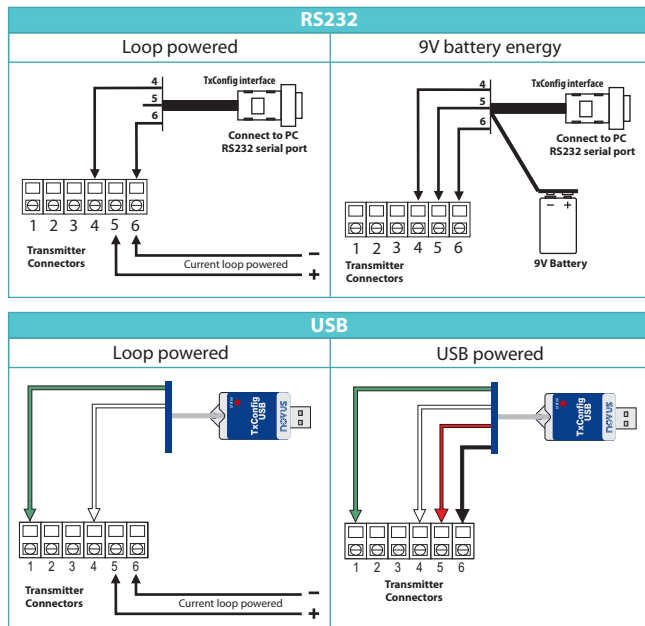 RS232
Loop powered
9V battery energy
4
TxConfig interface
5
6
Connect to PC
RS232 serial port
1 2 3 4 5 6
Transmitter
Connectors
Current loop powered
−
+
4
TxConfig interface
5
6
Connect to PC
RS232 serial port
− +
1 2 3 4 5 6
Transmitter
Connectors
9V Battery
USB
Loop powered
USB powered
TxConfig
USB
NOVUS
1 2 3 4 5 6
Transmitter
Connectors
Current loop powered
−
+
TxConfig
USB
NOVUS
1 2 3 4 5 6
Transmitter
Connectors